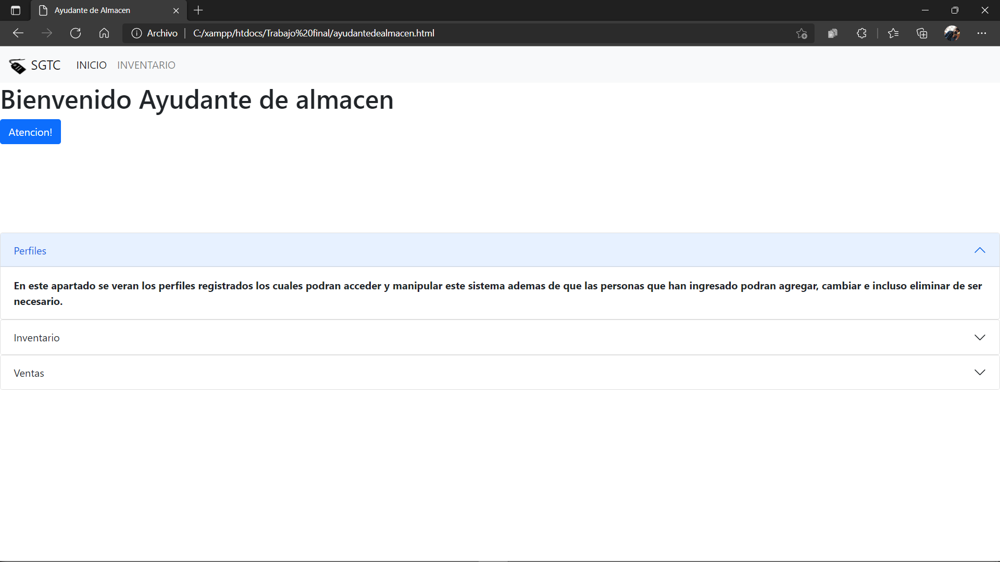 Ayudante de Almacen
Archivo C:/xampp/htdocs/Trabajo%20final/ayudantedealmacen.html
SGTC INICIO INVENTARIO
Bienvenido Ayudante de almacen
Atencion!
Perfiles
En este apartado se veran los perfiles registrados los cuales podran acceder y manipular este sistema ademas de que las personas que han ingresado podran agregar, cambiar e incluso eliminar de ser
necesario.
Inventario
Ventas